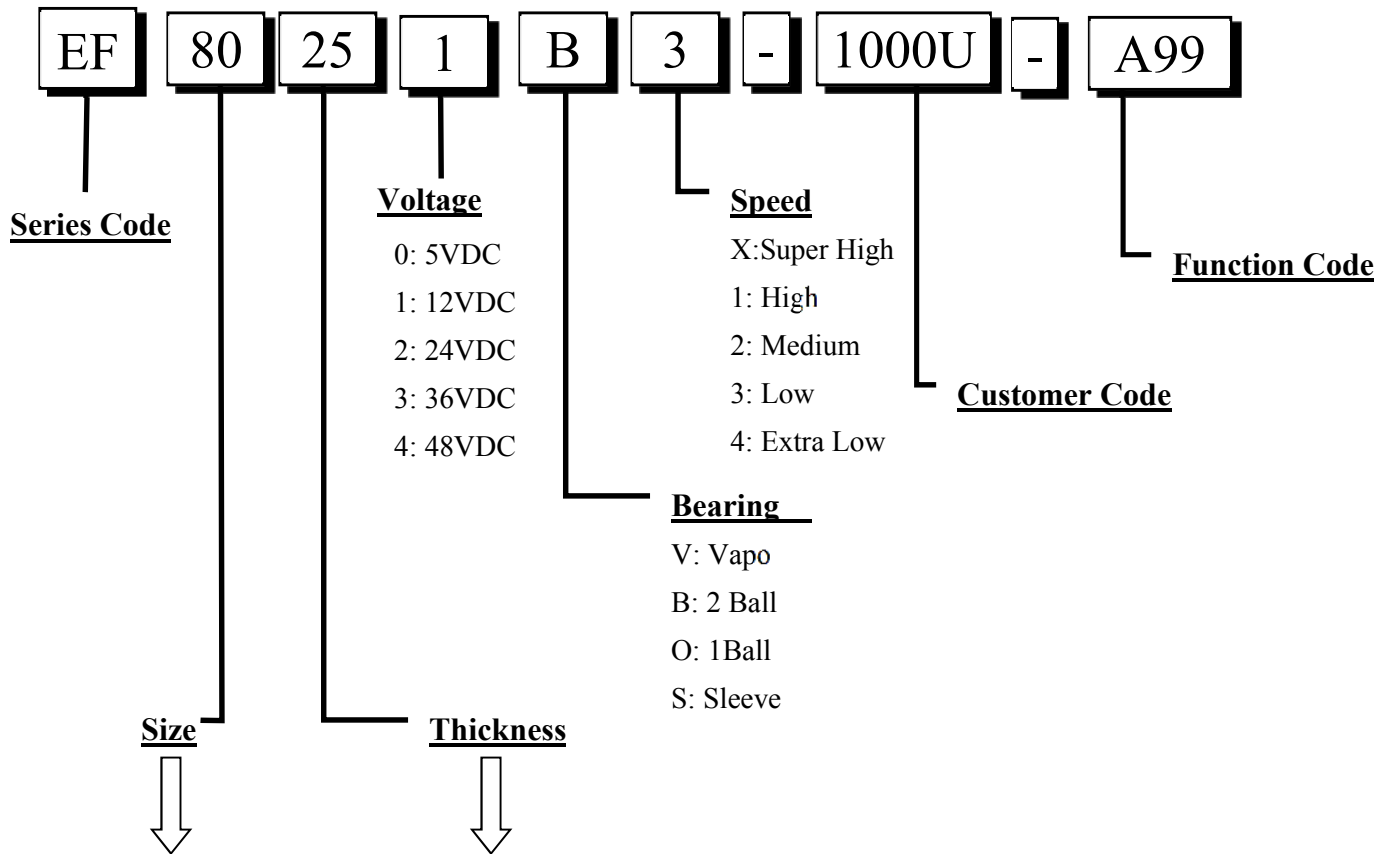 EF 80 25 1 B 3 - 1000U - A99
Series Code
Voltage
0: 5VDC
1: 12VDC
2: 24VDC
3: 36VDC
4: 48VDC
Speed
X:Super High
1: High
2: Medium
3: Low
4: Extra Low
Function Code
Customer Code
Bearing
V: Vapo
B: 2 Ball
O: 1Ball
S: Sleeve
Size
Thickness